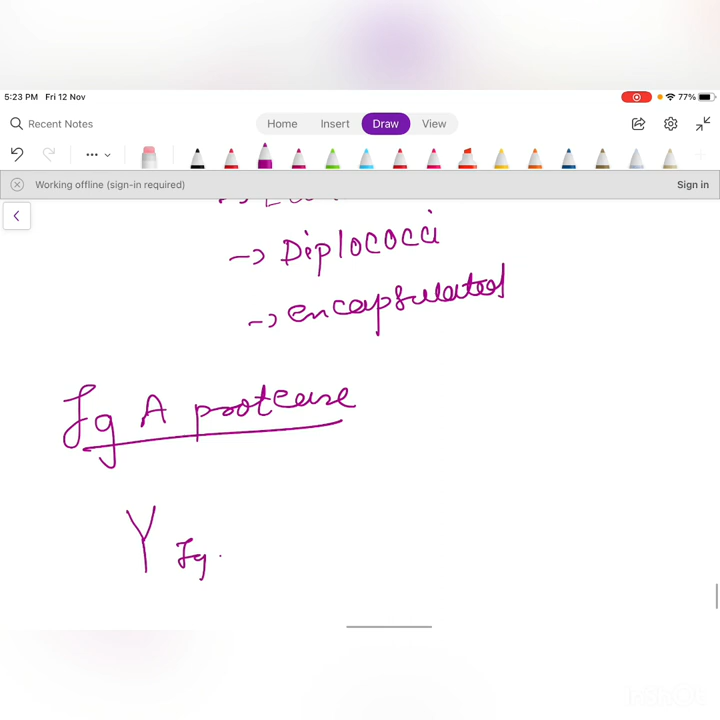 5:23 PM Fri 12 Nov 77%
Recent Notes Home Insert Draw View
Working offline (sign-in required) Sign in
→ Diplococci
→ encapsulated
Ig A protease
Y Ig